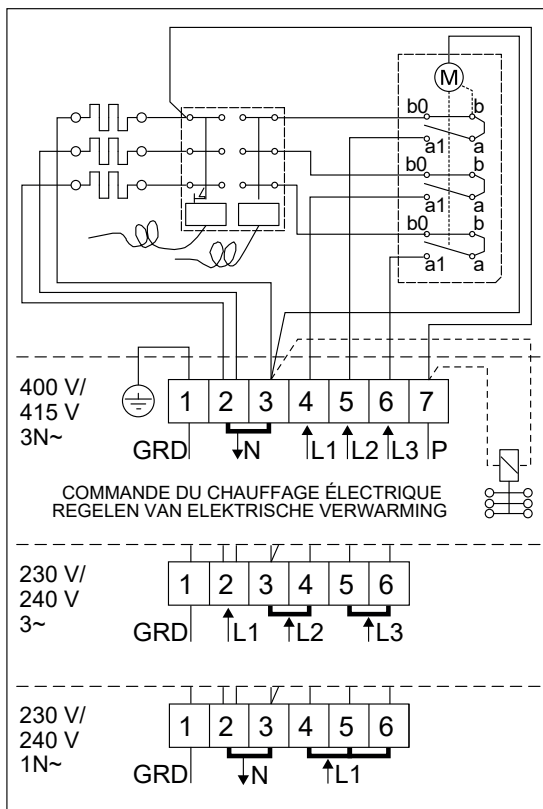 M
b0 b
a1 a
b0 b
a1 a
b0 b
a1 a
400 V/
415 V
3N~
1 2 3 4 5 6 7
GRD N L1 L2 L3 P
COMMANDE DU CHAUFFAGE ÉLECTRIQUE
REGELEN VAN ELEKTRISCHE VERWARMING
230 V/
240 V
3~
1 2 3 4 5 6
GRD L1 L2 L3
230 V/
240 V
1N~
1 2 3 4 5 6
GRD N L1